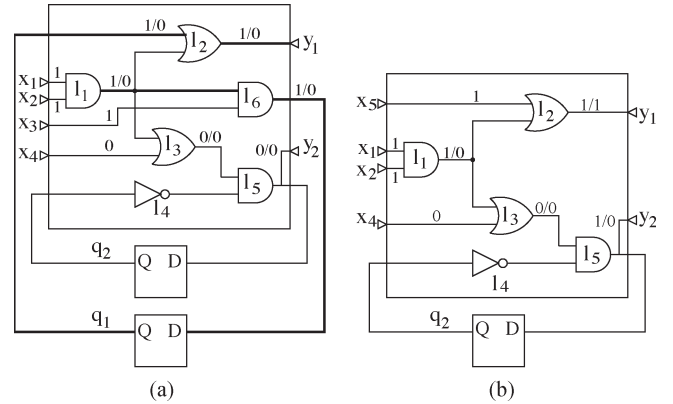 1/0
l2
1/0
y1
x1 1
l1
1/0
x2 1
l6
1/0
x3 1
x4 0
l3
0/0
0/0
y2
l5
l4
q2
Q D
q1
Q D
(a)
x5 1
l2
1/1
y1
x1 1
l1
1/0
x2 1
x4 0
l3
0/0
1/0
y2
l5
l4
q2
Q D
(b)